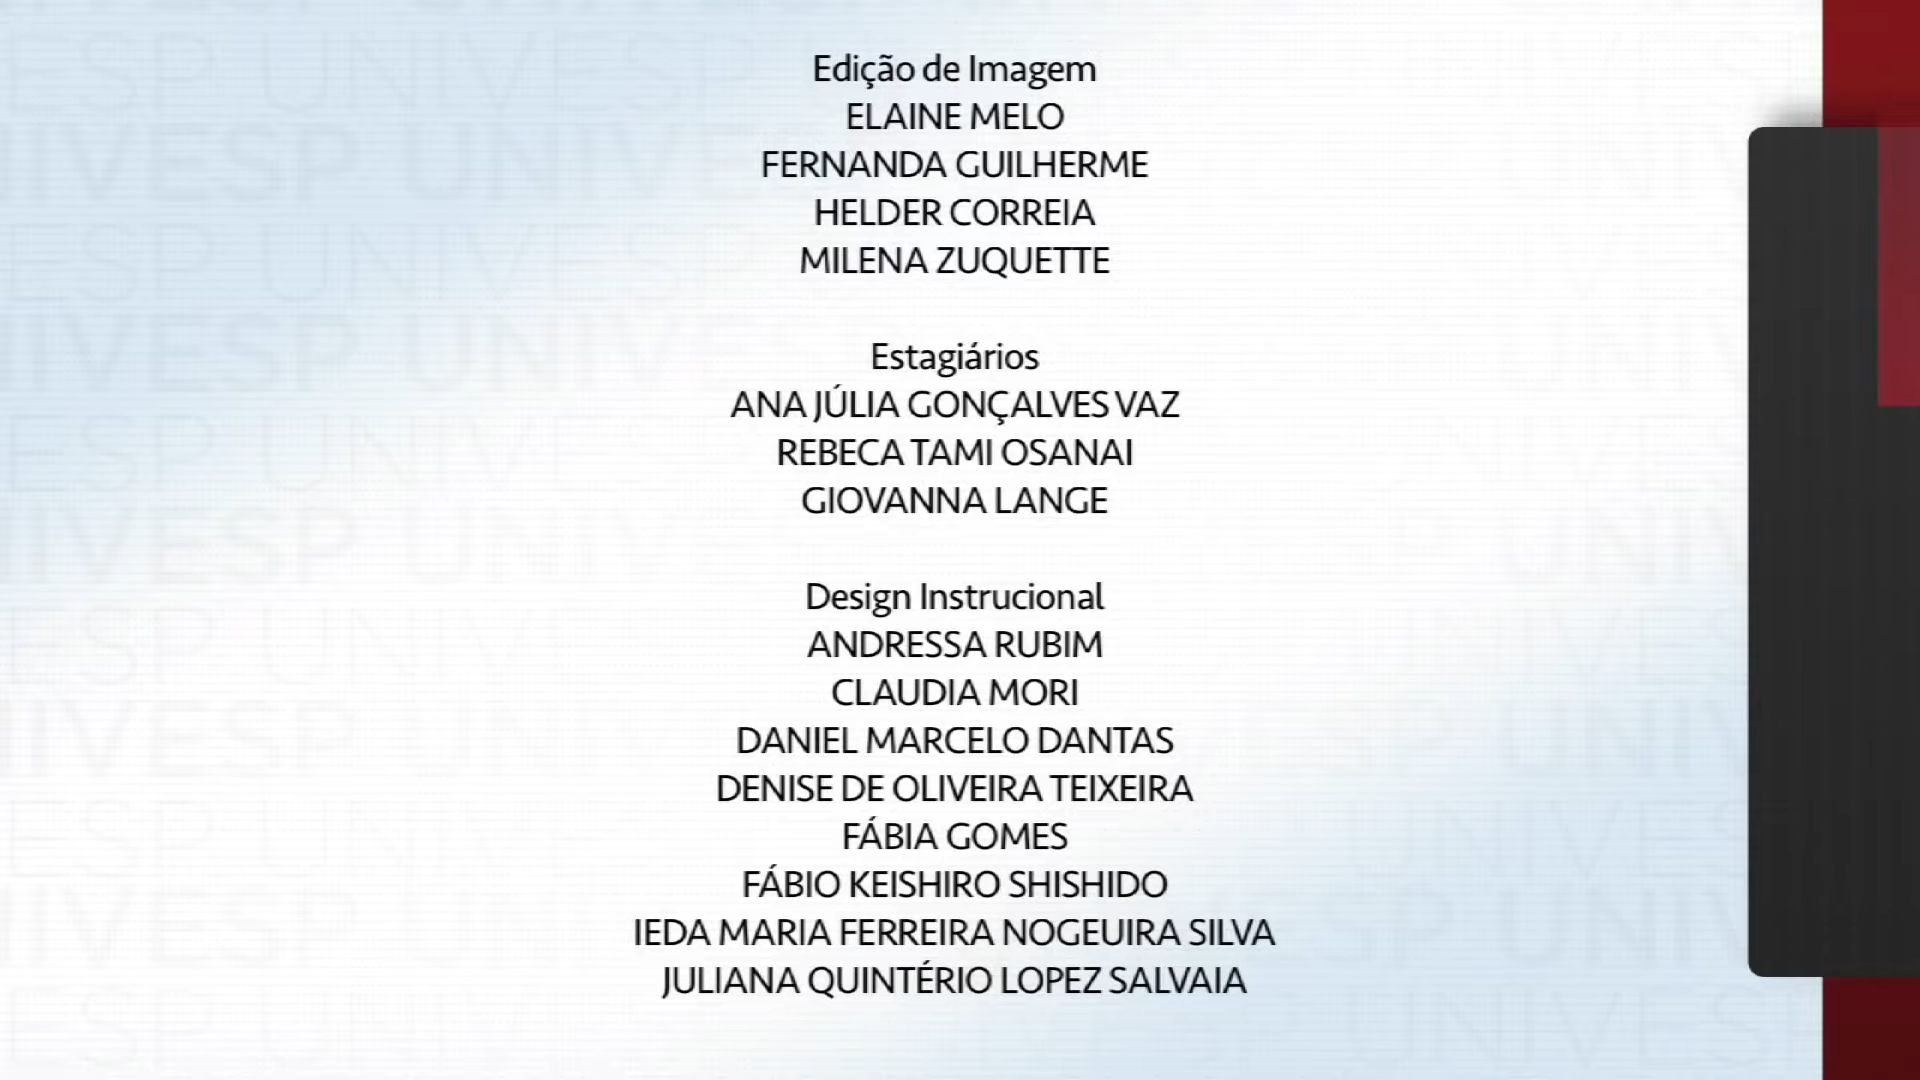 Edição de Imagem
ELAINE MELO
FERNANDA GUILHERME
HELDER CORREIA
MILENA ZUQUETTE
Estagiários
ANA JÚLIA GONÇALVES VAZ
REBECA TAMI OSANAI
GIOVANNA LANGE
Design Instrucional
ANDRESSA RUBIM
CLAUDIA MORI
DANIEL MARCELO DANTAS
DENISE DE OLIVEIRA TEIXEIRA
FÁBIA GOMES
FÁBIO KEISHIRO SHISHIDO
IEDA MARIA FERREIRA NOGEUIRA SILVA
JULIANA QUINTÉRIO LOPEZ SALVAIA